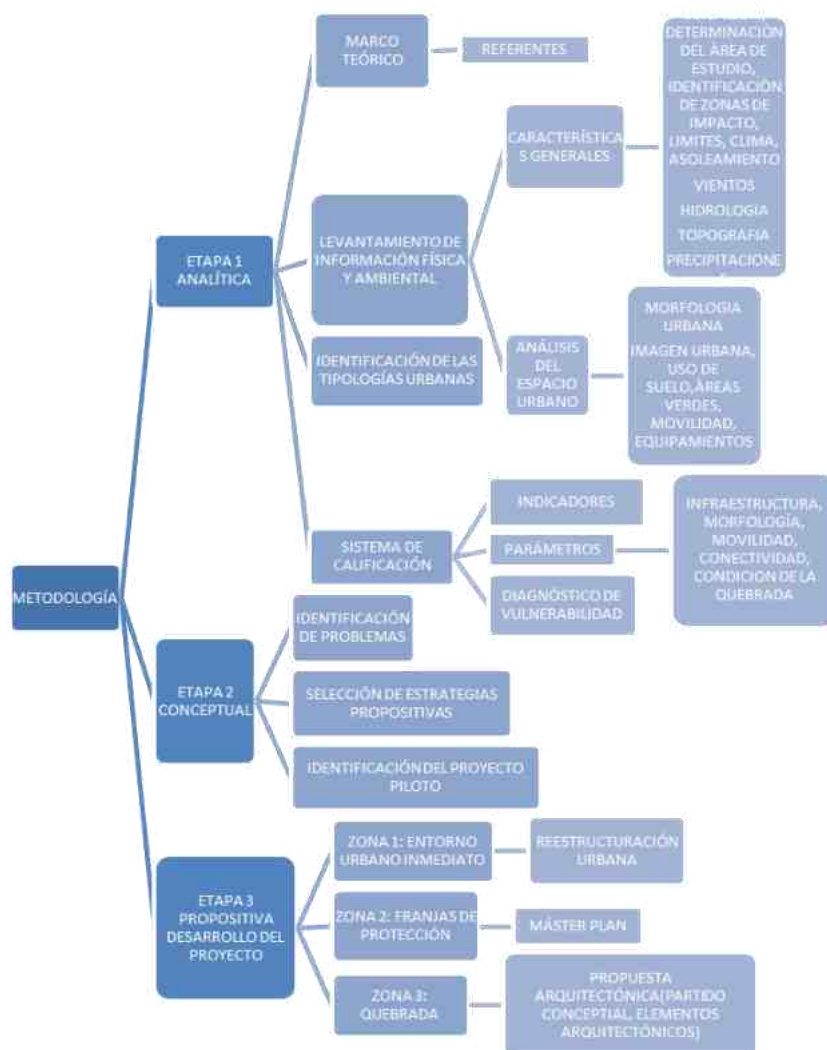 METODOLOGÍA
ETAPA 1
ANALÍTICA
MARCO
TEÓRICO
REFERENTES
LEVANTAMIENTO DE
INFORMACIÓN FÍSICA
Y AMBIENTAL
CARACTERÍSTICA
S GENERALES
DETERMINACIÓN
DEL ÀREA DE
ESTUDIO,
IDENTIFICACIÓN
DE ZONAS DE
IMPACTO,
LIMITES, CLIMA,
ASOLEAMIENTO
VIENTOS
HIDROLOGIA
TOPOGRAFIA
PRECIPITACIONE
ANÁLISIS
DEL
ESPACIO
URBANO
MORFOLOGIA
URBANA
IMAGEN URBANA,
USO DE
SUELO,ÀREAS
VERDES,
MOVILIDAD,
EQUIPAMIENTOS
IDENTIFICACIÓN DE LAS
TIPOLOGÍAS URBANAS
SISTEMA DE
CALIFICACIÓN
INDICADORES
PARÁMETROS
INFRAESTRUCTURA,
MORFOLOGÍA,
MOVILIDAD,
CONECTIVIDAD,
CONDICION DE LA
QUEBRADA
DIAGNÓSTICO DE
VULNERABILIDAD
ETAPA 2
CONCEPTUAL
IDENTIFICACIÓN
DE PROBLEMAS
SELECCIÓN DE ESTRATEGIAS
PROPOSITIVAS
IDENTIFICACIÓN DEL PROYECTO
PILOTO
ETAPA 3
PROPOSITIVA
DESARROLLO DEL
PROYECTO
ZONA 1: ENTORNO
URBANO INMEDIATO
REESTRUCTURACIÓN
URBANA
ZONA 2: FRANJAS DE
PROTECCIÓN
MÁSTER PLAN
ZONA 3:
QUEBRADA
PROPUESTA
ARQUITECTÓNICA(PARTIDO
CONCEPTIAL, ELEMENTOS
ARQUITECTÓNICOS)